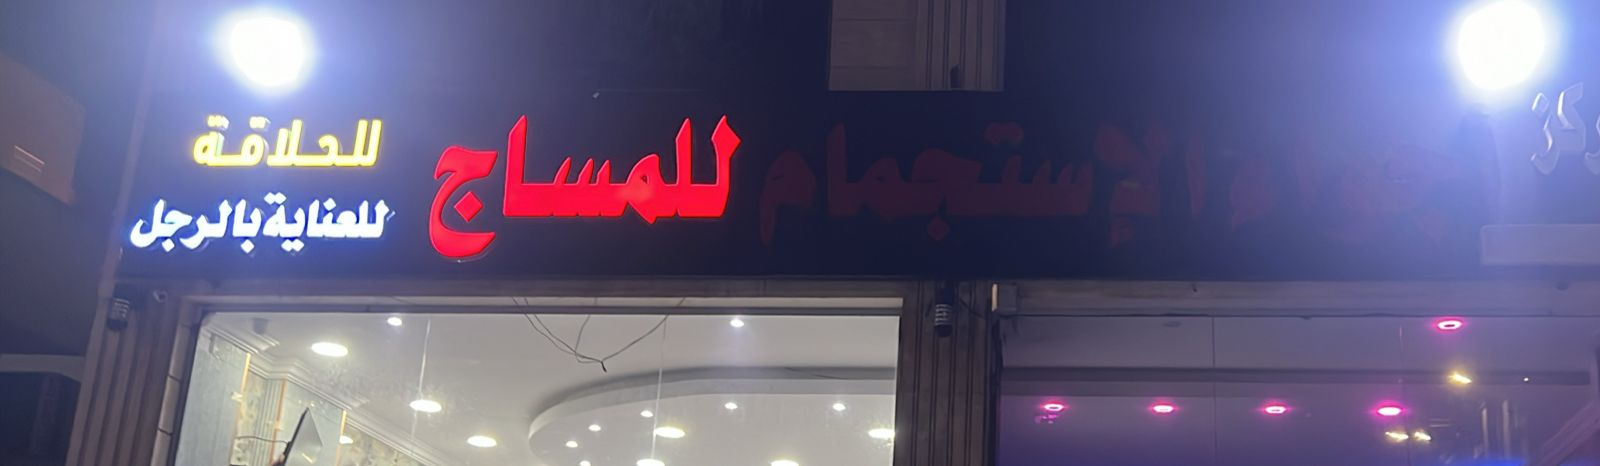 الإستجمام للمساج
للحلاقة
للعناية بالرجل